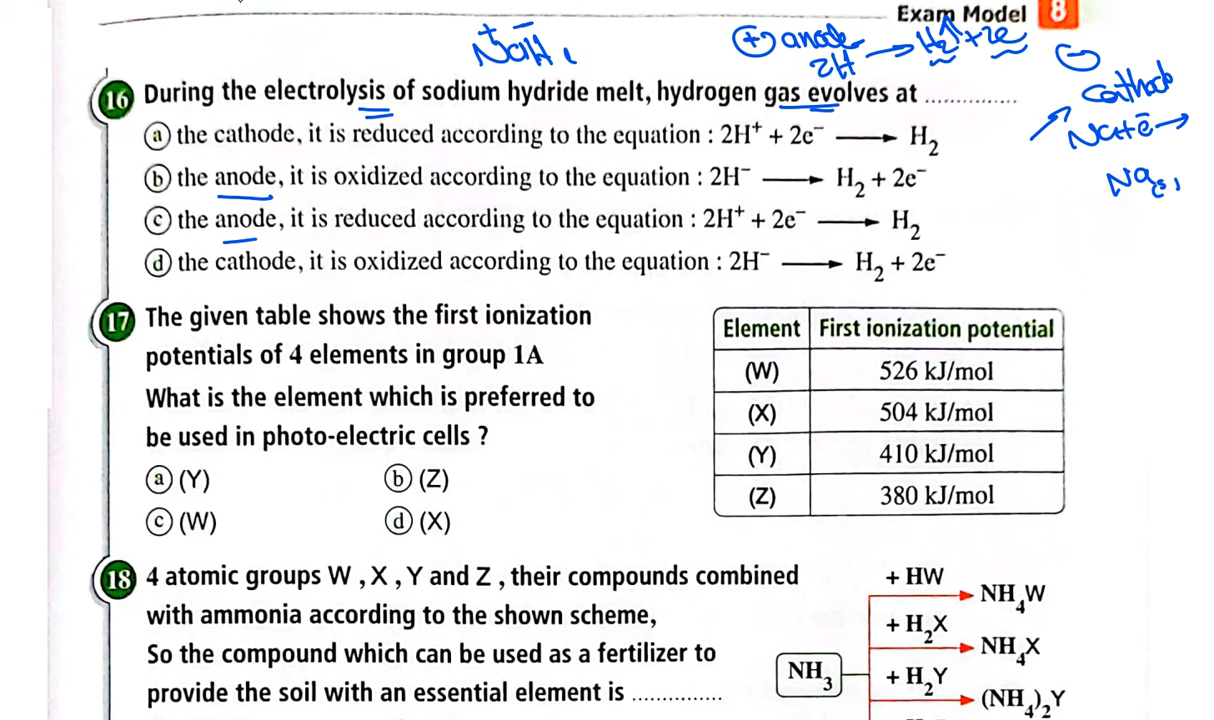 Exam Model 8
NaH
+ −
(+) anode
2H → H2↑ + 2e
(−)
Na+e →
16 During the electrolysis of sodium hydride melt, hydrogen gas evolves at ...............
(a) the cathode, it is reduced according to the equation : 2H⁺ + 2e⁻ ⟶ H₂
(b) the anode, it is oxidized according to the equation : 2H⁻ ⟶ H₂ + 2e⁻
(c) the anode, it is reduced according to the equation : 2H⁺ + 2e⁻ ⟶ H₂
(d) the cathode, it is oxidized according to the equation : 2H⁻ ⟶ H₂ + 2e⁻
17 The given table shows the first ionization
potentials of 4 elements in group 1A
What is the element which is preferred to
be used in photo-electric cells ?
(a) (Y) (b) (Z)
(c) (W) (d) (X)
Element First ionization potential
(W) 526 kJ/mol
(X) 504 kJ/mol
(Y) 410 kJ/mol
(Z) 380 kJ/mol
18 4 atomic groups W , X , Y and Z , their compounds combined
with ammonia according to the shown scheme,
So the compound which can be used as a fertilizer to
provide the soil with an essential element is ...............
NH₃
+ HW → NH₄W
+ H₂X → NH₄X
+ H₂Y → (NH₄)₂Y